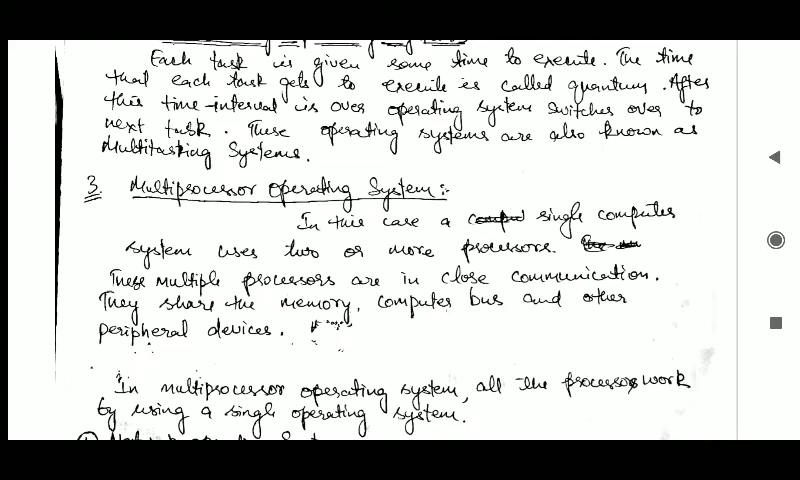 Each task is given some time to execute. The time
that each task gets to execute is called quantum. After
this time-interval is over operating system switches over to
next task. These operating systems are also known as
Multitasking Systems.
3. Multiprocessor Operating System:-
In this case a single computer
system uses two or more processors.
These multiple processors are in close communication.
They share the memory, computer bus and other
peripheral devices.
In multiprocessor operating system, all the processors work
by using a single operating system.